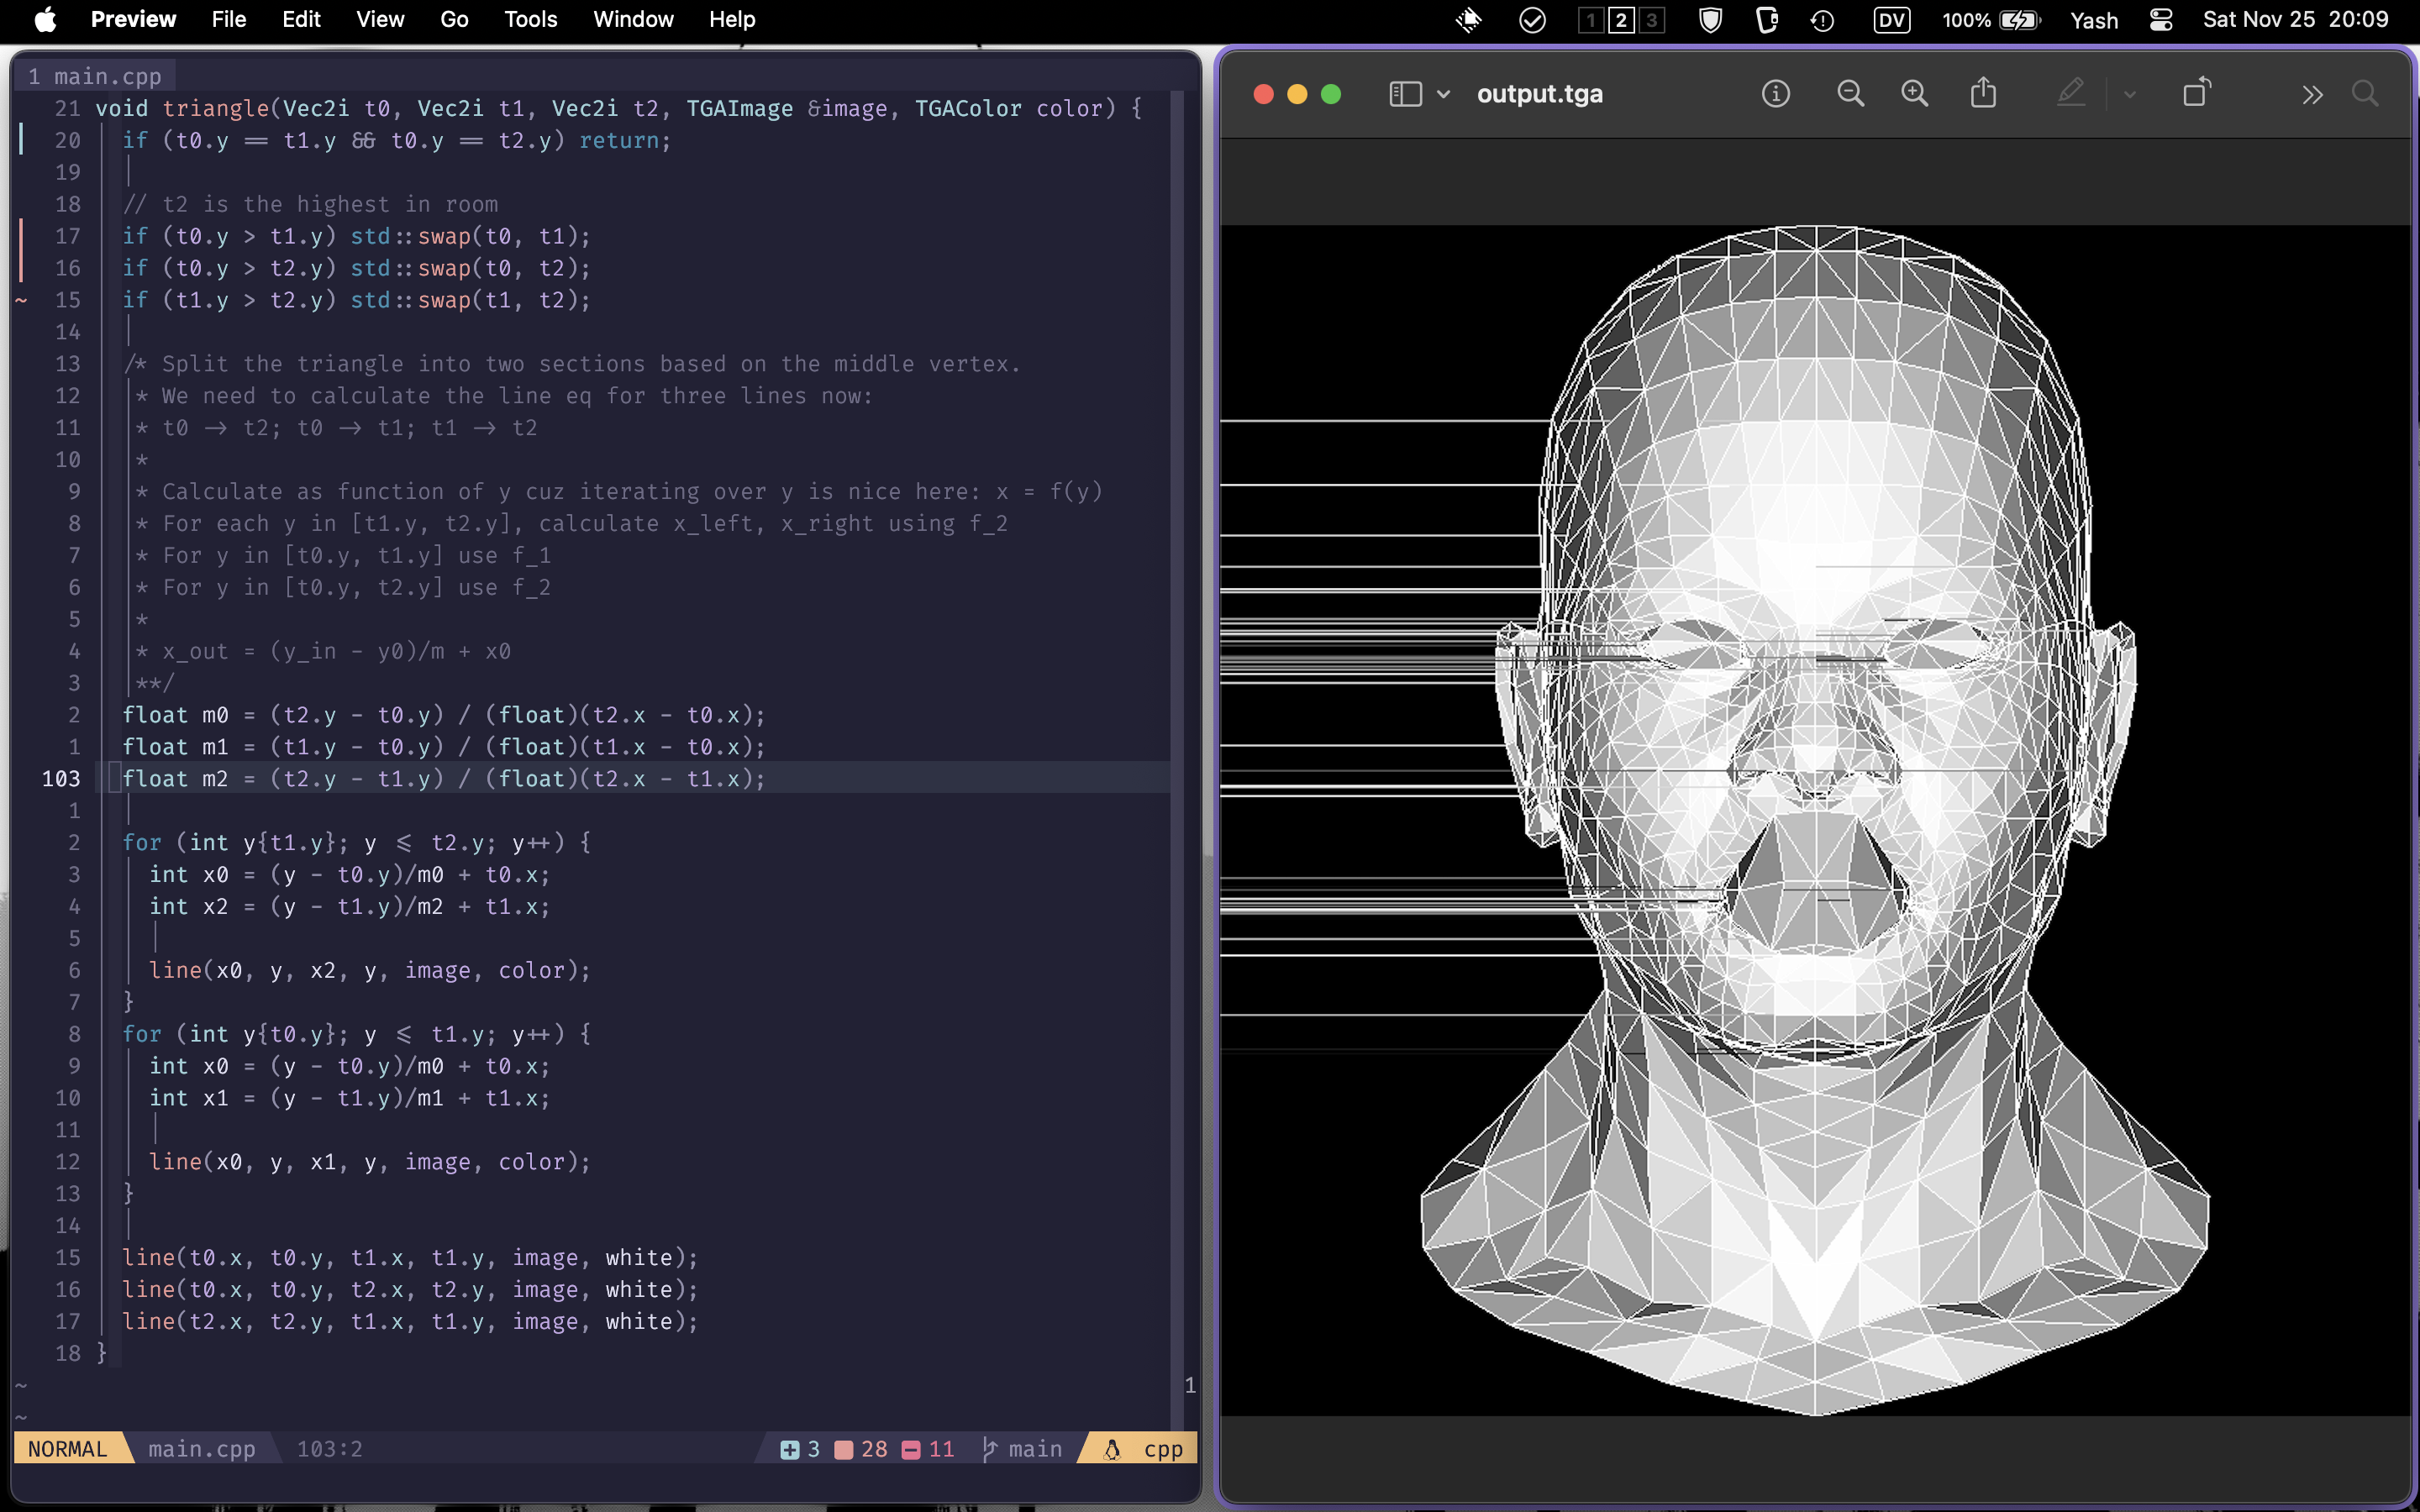 Preview File Edit View Go Tools Window Help 1 2 3 DV 100% Yash Sat Nov 25 20:09
1 main.cpp
21 void triangle(Vec2i t0, Vec2i t1, Vec2i t2, TGAImage &image, TGAColor color) {
20 if (t0.y == t1.y && t0.y == t2.y) return;
19
18 // t2 is the highest in room
17 if (t0.y > t1.y) std::swap(t0, t1);
16 if (t0.y > t2.y) std::swap(t0, t2);
~ 15 if (t1.y > t2.y) std::swap(t1, t2);
14
13 /* Split the triangle into two sections based on the middle vertex.
12 * We need to calculate the line eq for three lines now:
11 * t0 -> t2; t0 -> t1; t1 -> t2
10 *
9 * Calculate as function of y cuz iterating over y is nice here: x = f(y)
8 * For each y in [t1.y, t2.y], calculate x_left, x_right using f_2
7 * For y in [t0.y, t1.y] use f_1
6 * For y in [t0.y, t2.y] use f_2
5 *
4 * x_out = (y_in - y0)/m + x0
3 **/
2 float m0 = (t2.y - t0.y) / (float)(t2.x - t0.x);
1 float m1 = (t1.y - t0.y) / (float)(t1.x - t0.x);
103 float m2 = (t2.y - t1.y) / (float)(t2.x - t1.x);
1
2 for (int y{t1.y}; y <= t2.y; y++) {
3 int x0 = (y - t0.y)/m0 + t0.x;
4 int x2 = (y - t1.y)/m2 + t1.x;
5
6 line(x0, y, x2, y, image, color);
7 }
8 for (int y{t0.y}; y <= t1.y; y++) {
9 int x0 = (y - t0.y)/m0 + t0.x;
10 int x1 = (y - t1.y)/m1 + t1.x;
11
12 line(x0, y, x1, y, image, color);
13 }
14
15 line(t0.x, t0.y, t1.x, t1.y, image, white);
16 line(t0.x, t0.y, t2.x, t2.y, image, white);
17 line(t2.x, t2.y, t1.x, t1.y, image, white);
18 }
~ 1
~
NORMAL main.cpp 103:2 3 28 11 main cpp
output.tga